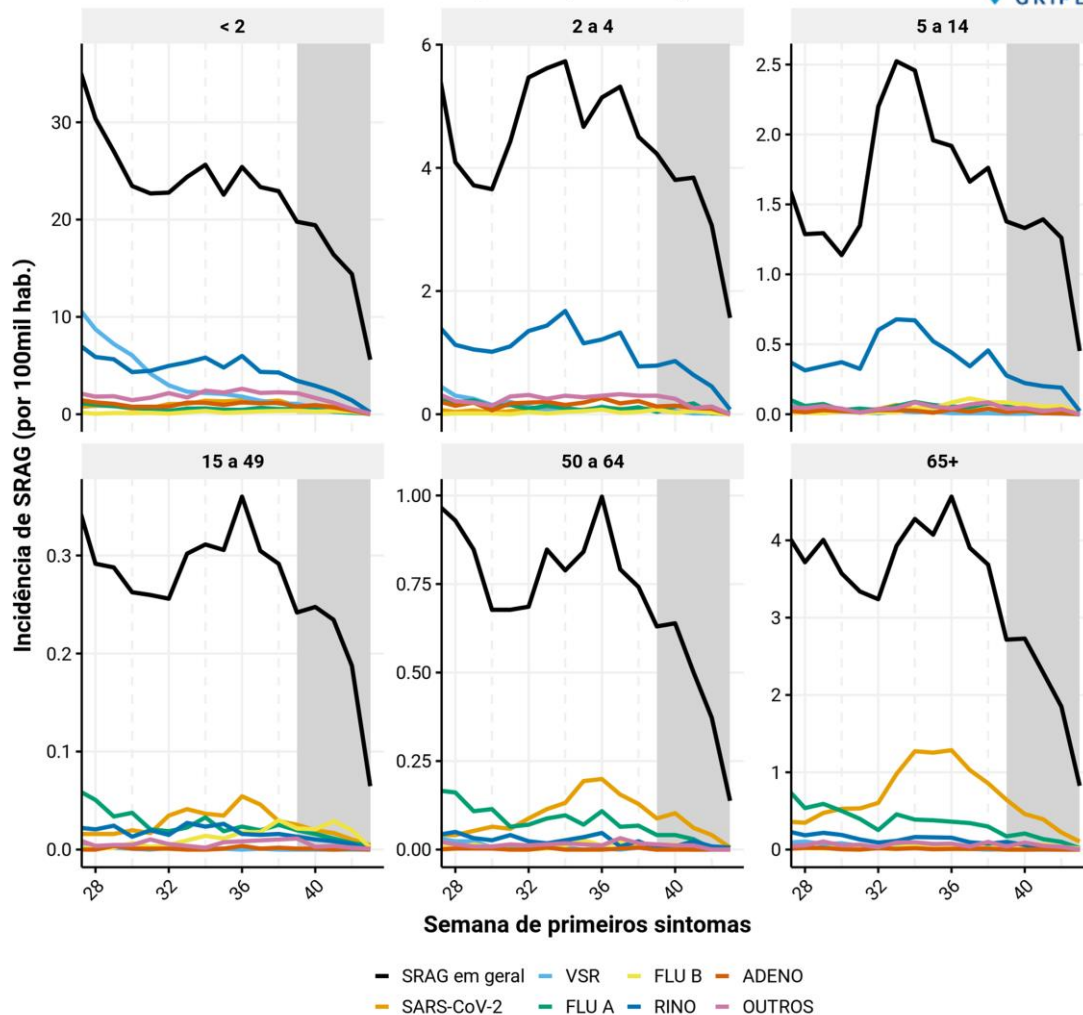 < 2
2 a 4
5 a 14
30
20
10
0
6
4
2
0
2.5
2.0
1.5
1.0
0.5
0.0
15 a 49
50 a 64
65+
Incidência de SRAG (por 100mil hab.)
0.3
0.2
0.1
0.0
1.00
0.75
0.50
0.25
0.00
4
3
2
1
0
28 32 36 40
28 32 36 40
28 32 36 40
Semana de primeiros sintomas
SRAG em geral VSR FLU B ADENO
SARS-CoV-2 FLU A RINO OUTROS